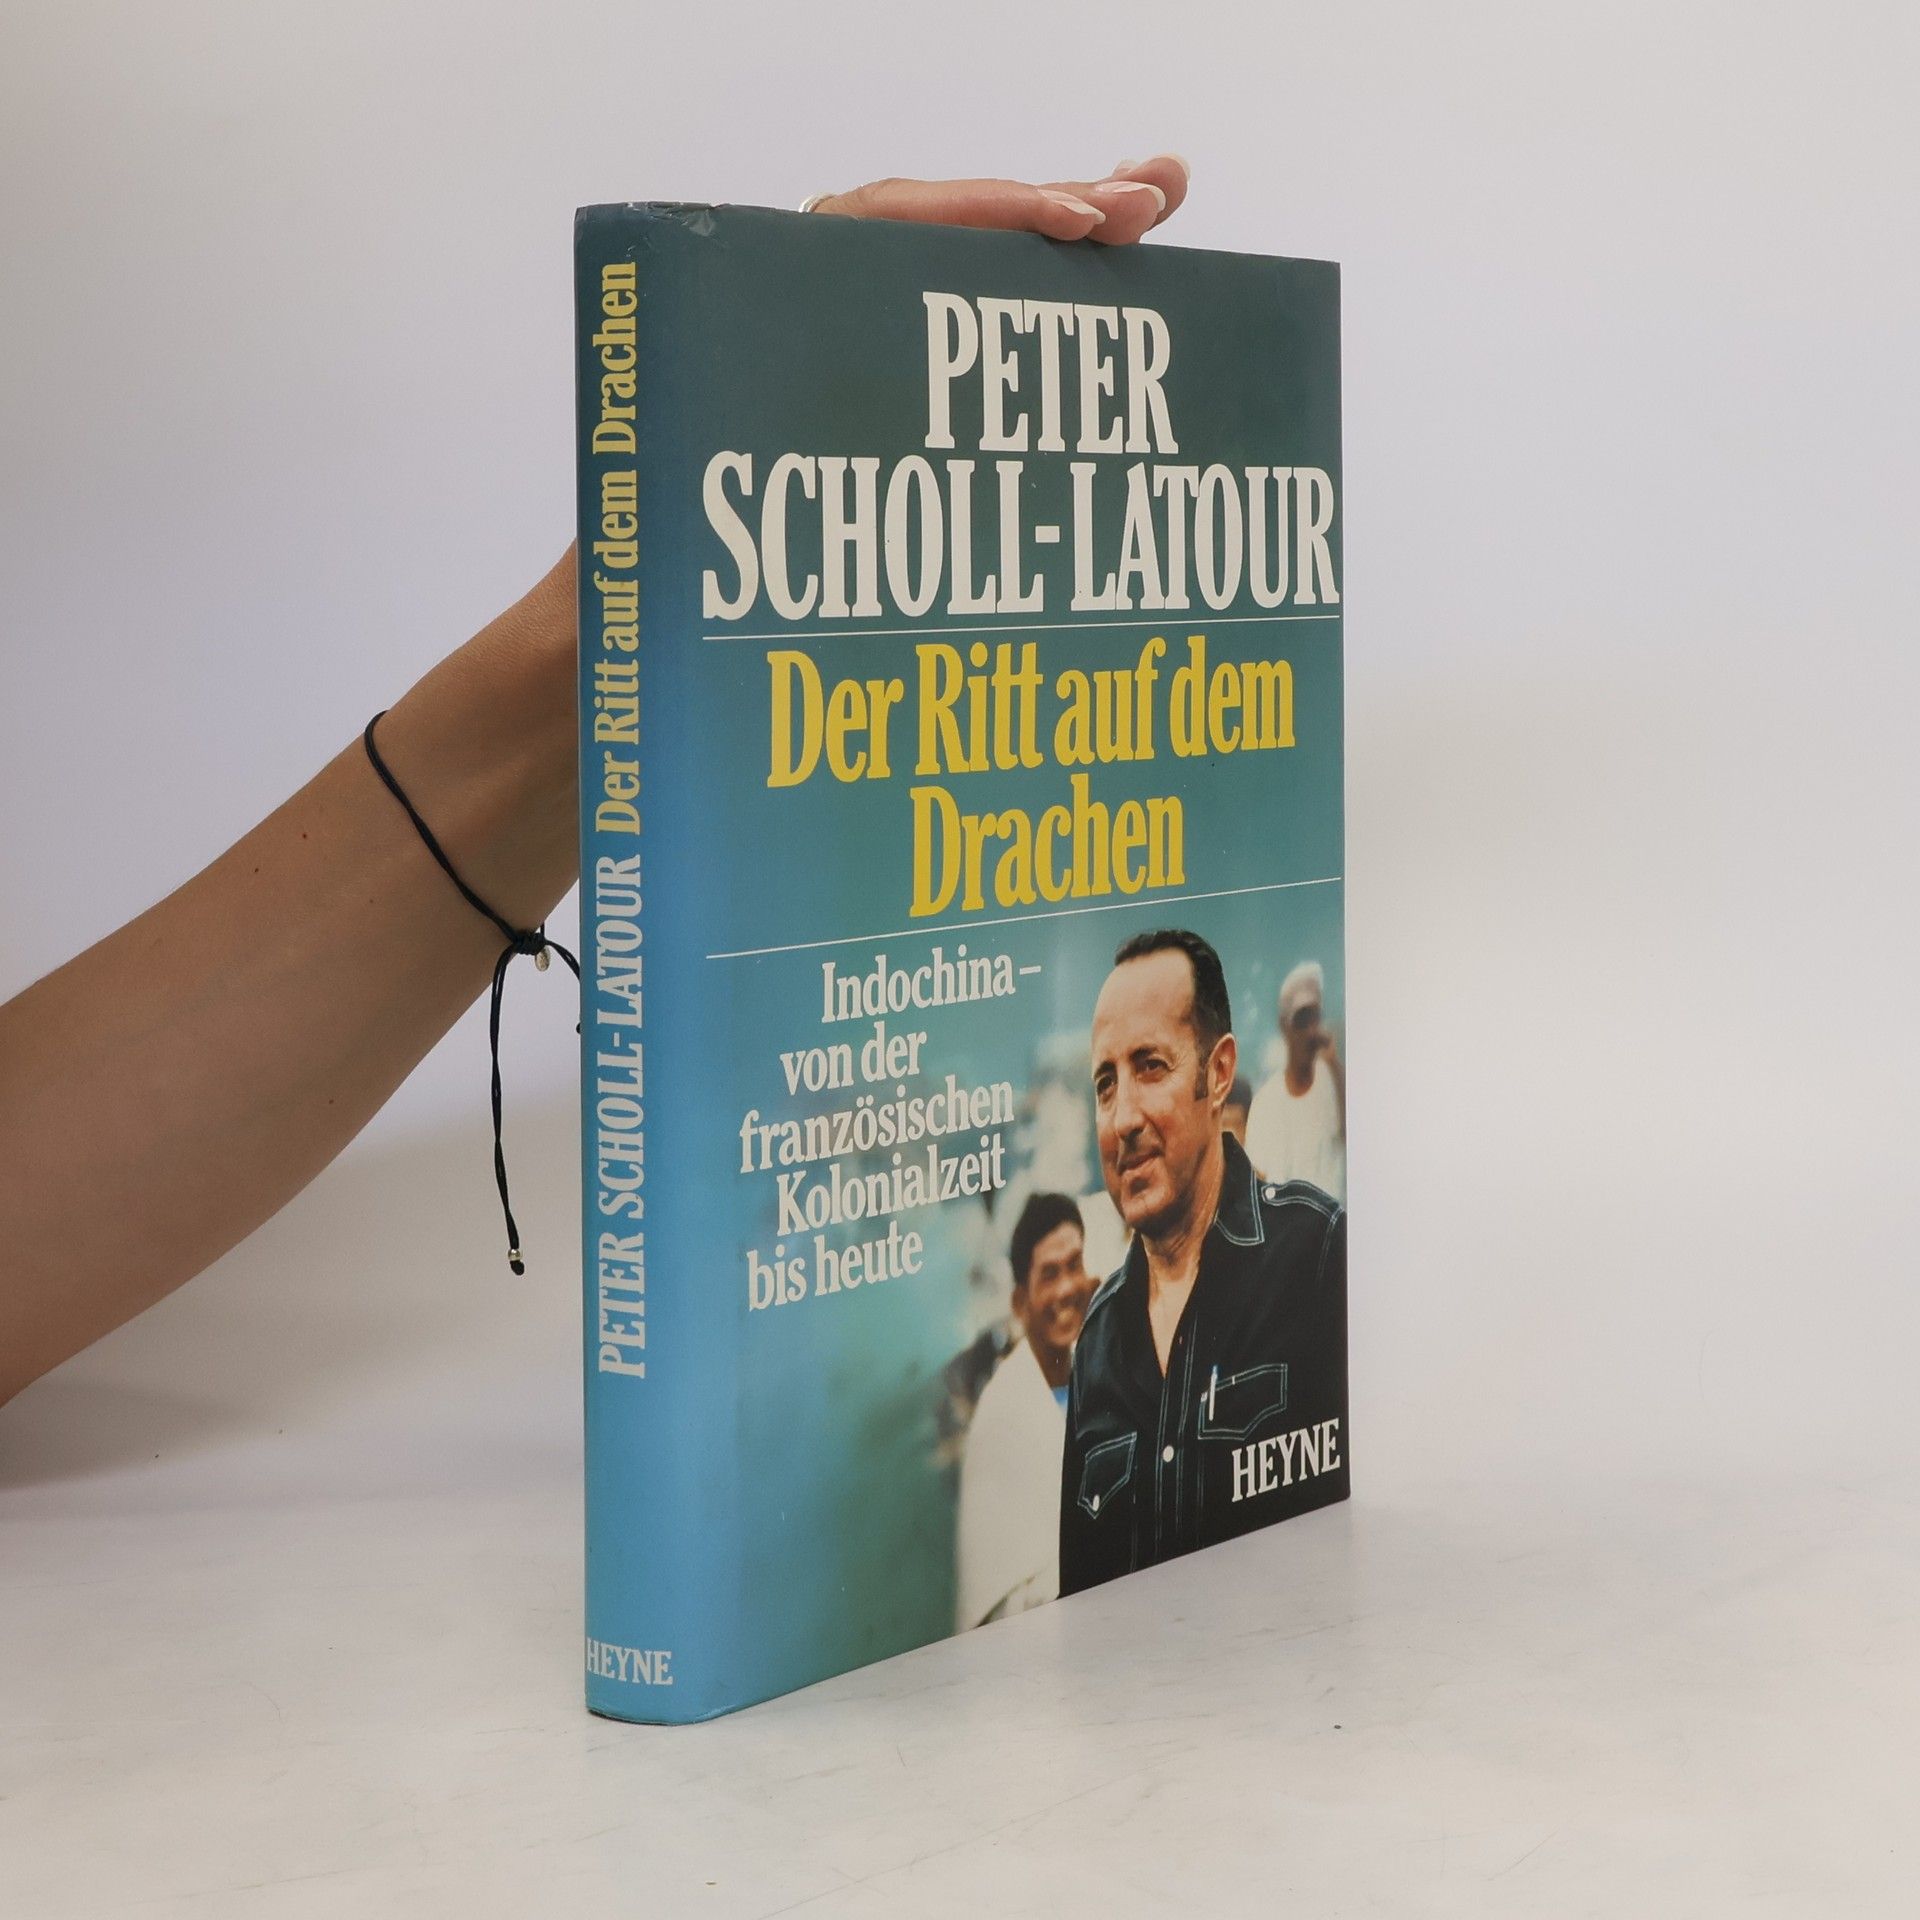 PETER SCHOLL-LATOUR Der Ritt auf dem Drachen
HEYNE
PETER
SCHOLL-LATOUR
Der Ritt auf dem
Drachen
Indochina–
von der
französischen
Kolonialzeit
bis heute
HEYNE